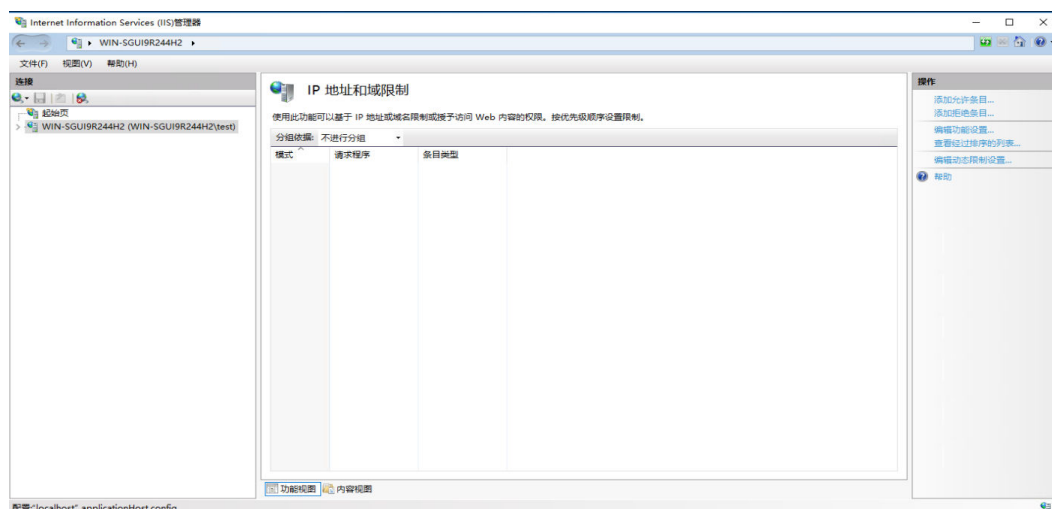 Internet Information Services (IIS)管理器
WIN-SGUI9R244H2
文件(F) 视图(V) 帮助(H)
连接
起始页
WIN-SGUI9R244H2 (WIN-SGUI9R244H2\test)
IP 地址和域限制
使用此功能可以基于 IP 地址或域名限制或授予访问 Web 内容的权限。按优先级顺序设置限制。
分组依据: 不进行分组
模式 请求程序 条目类型
功能视图 内容视图
操作
添加允许条目...
添加拒绝条目...
编辑功能设置...
查看经过排序的列表...
编辑动态限制设置...
帮助
配置:"localhost" applicationHost.config